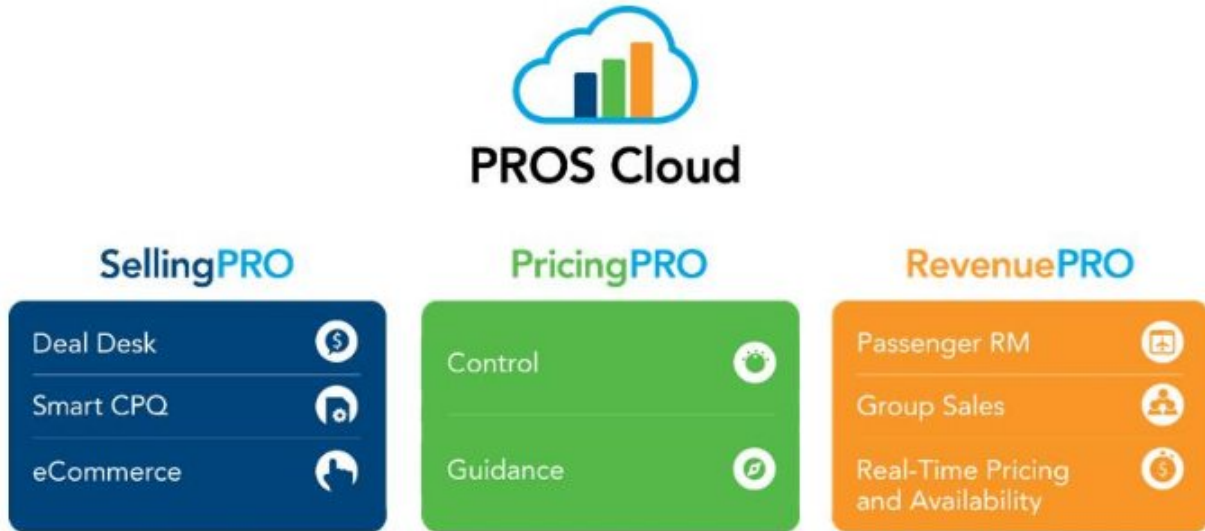 PROS Cloud
SellingPRO
Deal Desk
Smart CPQ
eCommerce
PricingPRO
Control
Guidance
RevenuePRO
Passenger RM
Group Sales
Real-Time Pricing
and Availability